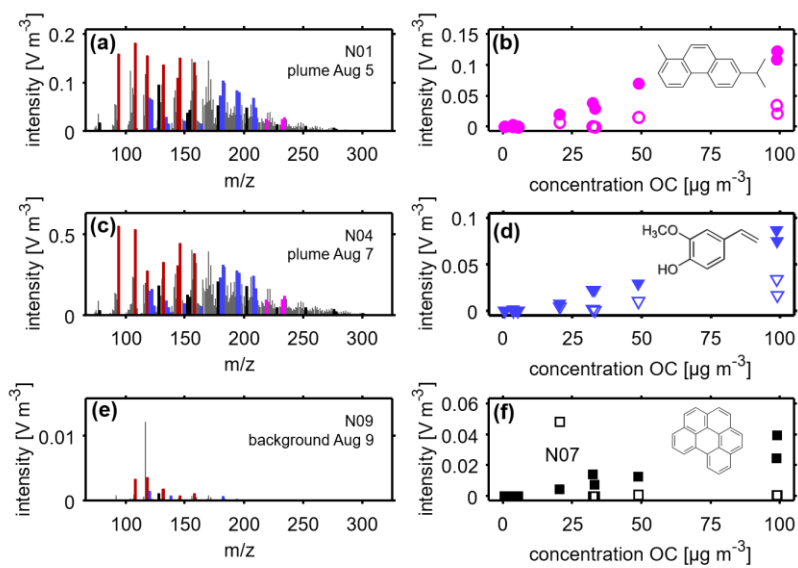 intensity [V m⁻³]
0.2
0.1
0
(a)
N01
plume Aug 5
100
150
200
250
300
m/z
intensity [V m⁻³]
0.15
0.10
0.05
0
(b)
0
25
50
75
100
concentration OC [µg m⁻³]
intensity [V m⁻³]
0.5
0
(c)
N04
plume Aug 7
100
150
200
250
300
m/z
intensity [V m⁻³]
0.1
0.05
0
(d)
H₃CO
HO
0
25
50
75
100
concentration OC [µg m⁻³]
intensity [V m⁻³]
0.01
0
(e)
N09
background Aug 9
100
150
200
250
300
m/z
intensity [V m⁻³]
0.06
0.04
0.02
0
(f)
N07
0
25
50
75
100
concentration OC [µg m⁻³]